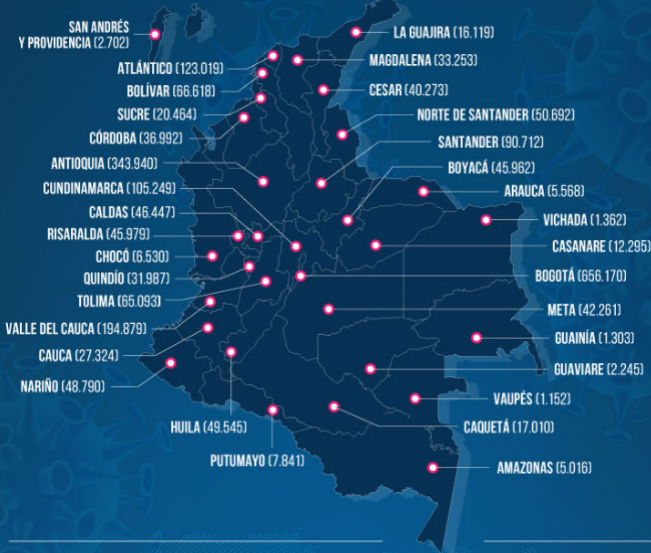 SAN ANDRÉS
Y PROVIDENCIA (2.702)
ATLÁNTICO (123.019)
BOLÍVAR (66.618)
SUCRE (20.464)
CÓRDOBA (36.992)
ANTIOQUIA (343.940)
CUNDINAMARCA (105.249)
CALDAS (46.447)
RISARALDA (45.979)
CHOCÓ (6.530)
QUINDÍO (31.987)
TOLIMA (65.093)
VALLE DEL CAUCA (194.879)
CAUCA (27.324)
NARIÑO (48.790)
HUILA (49.545)
PUTUMAYO (7.841)
LA GUAJIRA (16.119)
MAGDALENA (33.253)
CESAR (40.273)
NORTE DE SANTANDER (50.692)
SANTANDER (90.712)
BOYACÁ (45.962)
ARAUCA (5.568)
VICHADA (1.362)
CASANARE (12.295)
BOGOTÁ (656.170)
META (42.261)
GUAINÍA (1.303)
GUAVIARE (2.245)
VAUPÉS (1.152)
CAQUETÁ (17.010)
AMAZONAS (5.016)